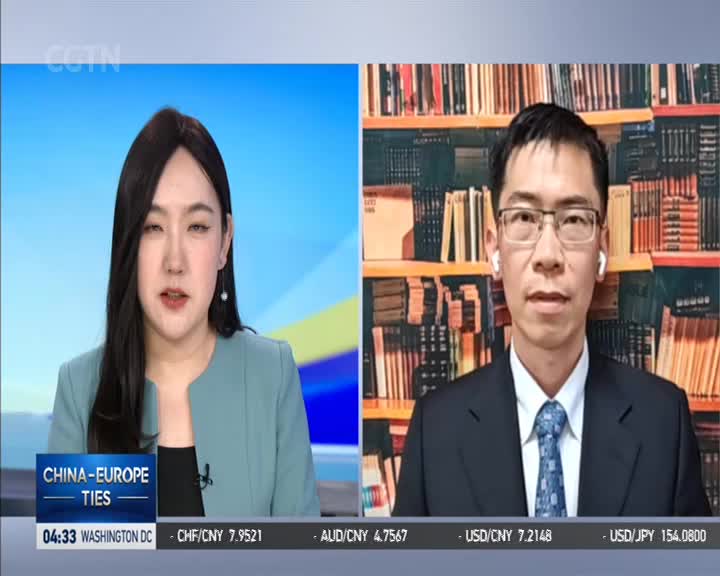 CGTN
CHINA-EUROPE
TIES
04:33 WASHINGTON DC
- CHF/CNY 7.9521 - AUD/CNY 4.7567 - USD/CNY 7.2148 - USD/JPY 154.0800